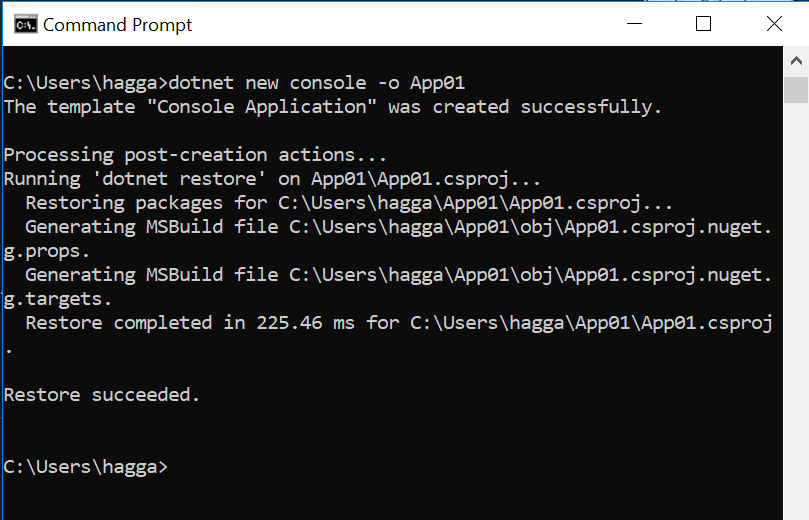 Command Prompt
C:\Users\hagga>dotnet new console -o App01
The template "Console Application" was created successfully.
Processing post-creation actions...
Running 'dotnet restore' on App01\App01.csproj...
  Restoring packages for C:\Users\hagga\App01\App01.csproj...
  Generating MSBuild file C:\Users\hagga\App01\obj\App01.csproj.nuget.
g.props.
  Generating MSBuild file C:\Users\hagga\App01\obj\App01.csproj.nuget.
g.targets.
  Restore completed in 225.46 ms for C:\Users\hagga\App01\App01.csproj
.
Restore succeeded.
C:\Users\hagga>